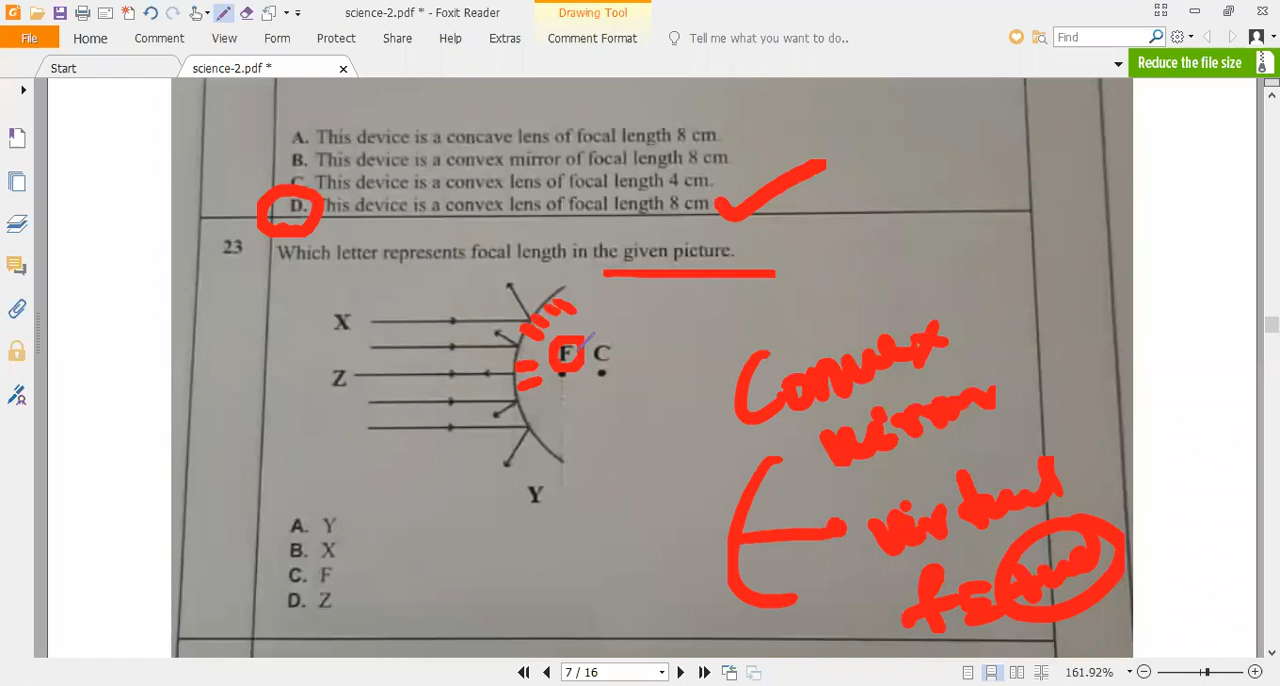 science-2.pdf * - Foxit Reader
Drawing Tool
File
Home
Comment
View
Form
Protect
Share
Help
Extras
Comment Format
Tell me what you want to do..
Find
Start
science-2.pdf *
Reduce the file size
A. This device is a concave lens of focal length 8 cm.
B. This device is a convex mirror of focal length 8 cm
C. This device is a convex lens of focal length 4 cm.
D. This device is a convex lens of focal length 8 cm
23
Which letter represents focal length in the given picture.
X
F C
Z
Y
Convex
mirror
virtual
A. Y
B. X
C. F
D. Z
7 / 16
161.92%